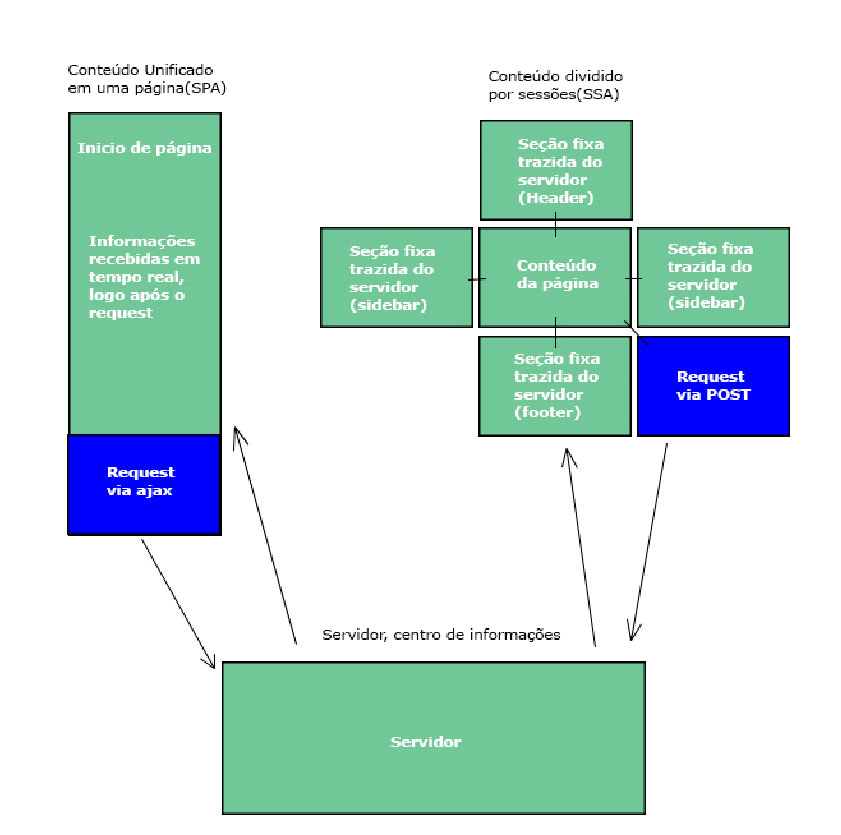 Conteúdo Unificado
em uma página(SPA)
Inicio de página
Informações
recebidas em
tempo real,
logo após o
request
Request
via ajax
Conteúdo dividido
por sessões(SSA)
Seção fixa
trazida do
servidor
(Header)
Seção fixa
trazida do
servidor
(sidebar)
Conteúdo
da página
Seção fixa
trazida do
servidor
(sidebar)
Seção fixa
trazida do
servidor
(footer)
Request
via POST
Servidor, centro de informações
Servidor